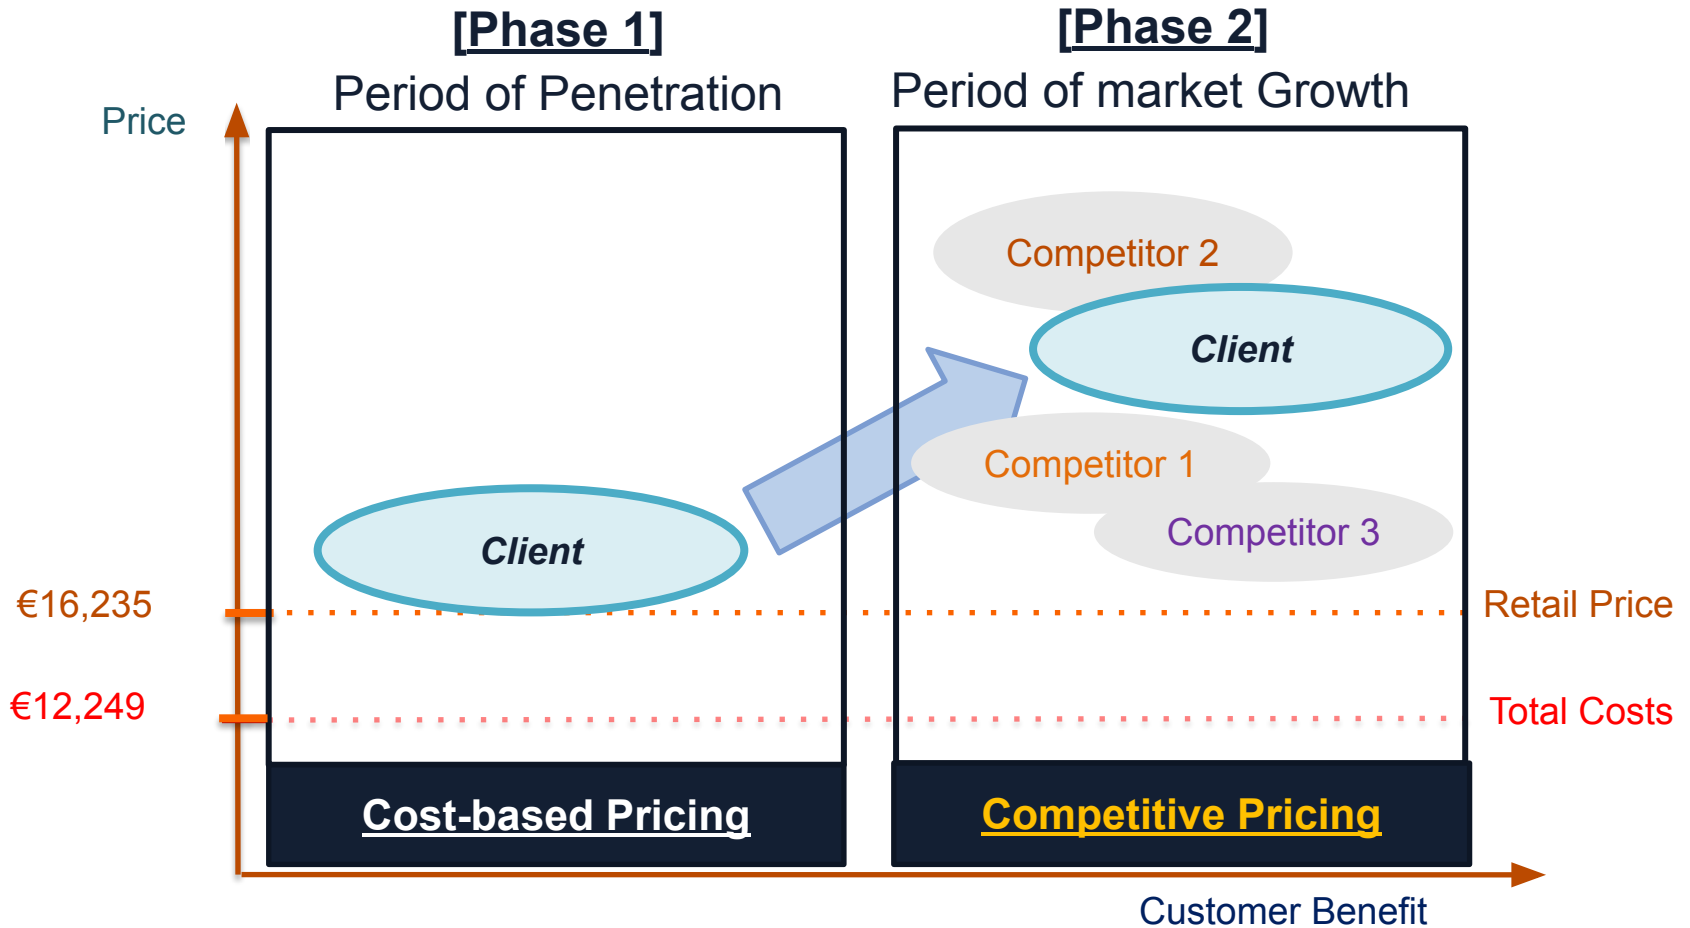 [Phase 1]
Period of Penetration
[Phase 2]
Period of market Growth
Price
Competitor 2
Client
Competitor 1
Competitor 3
Client
€16,235
Retail Price
€12,249
Total Costs
Cost-based Pricing
Competitive Pricing
Customer Benefit